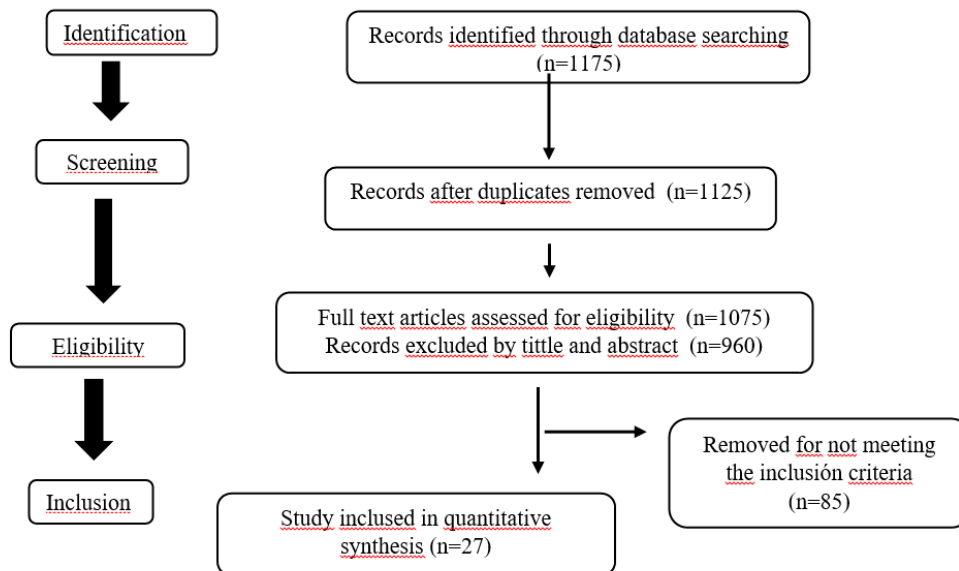 Identification
Records identified through database searching
(n=1175)
Screening
Records after duplicates removed (n=1125)
Full text articles assessed for eligibility (n=1075)
Records excluded by tittle and abstract (n=960)
Eligibility
Removed for not meeting
the inclusión criteria
(n=85)
Inclusion
Study inclused in quantitative
synthesis (n=27)